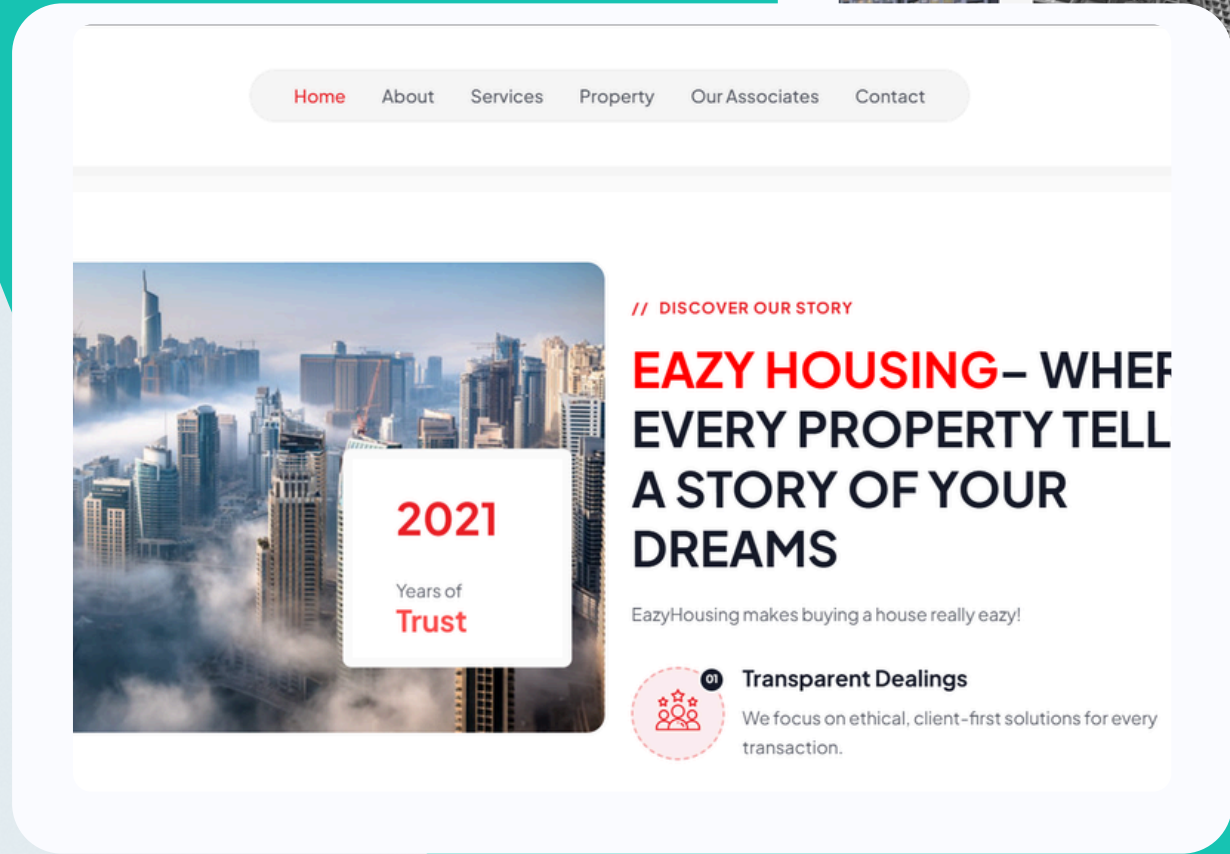 Home About Services Property Our Associates Contact
// DISCOVER OUR STORY
EAZY HOUSING–
EVERY PROPERTY
A STORY OF YOUR
DREAMS
EazyHousing makes buying a house really eazy!
2021
Years of
Trust
01
Transparent Dealings
We focus on ethical, client-first solutions for every
transaction.